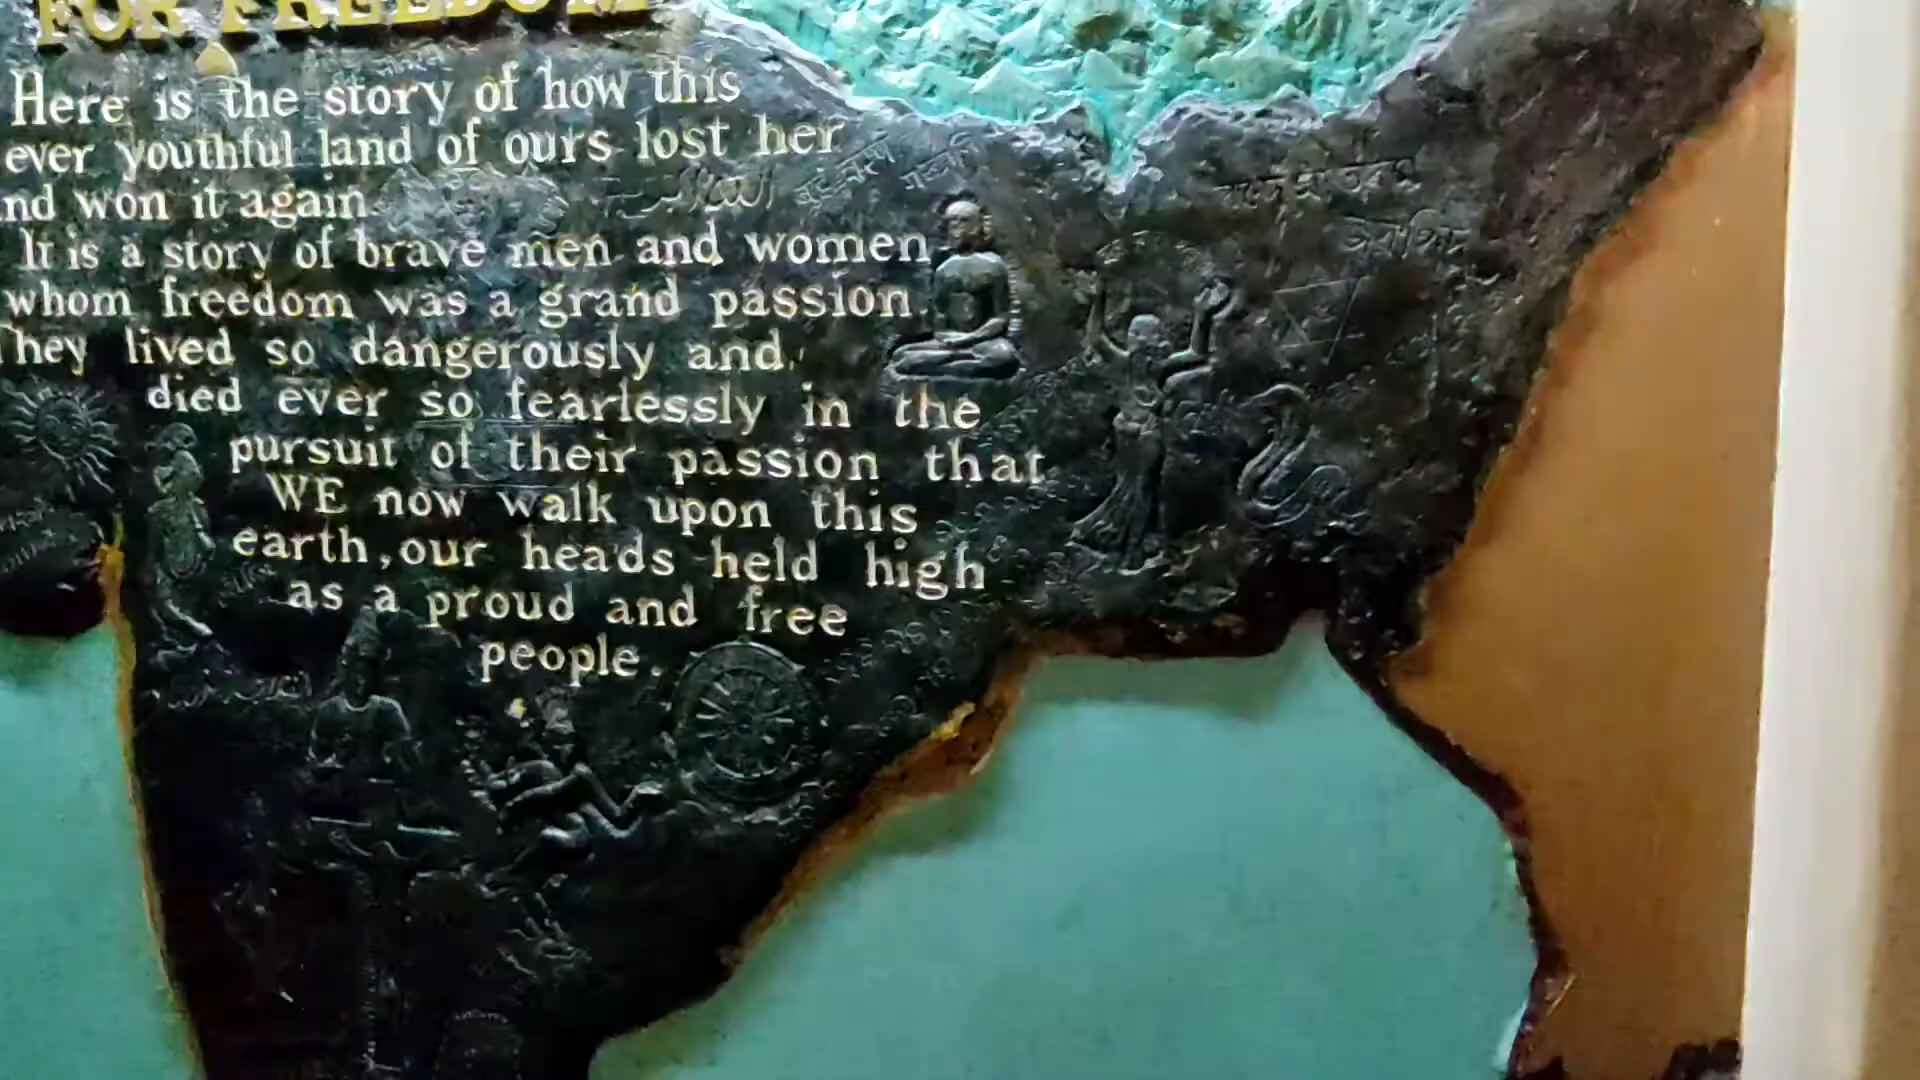 FOR FREEDOM
Here is the story of how this
ever youthful land of ours lost her
nd won it again.
It is a story of brave men and women
whom freedom was a grand passion.
They lived so dangerously and
died ever so fearlessly in the
pursuit of their passion that
WE now walk upon this
earth, our heads held high
as a proud and free
people.